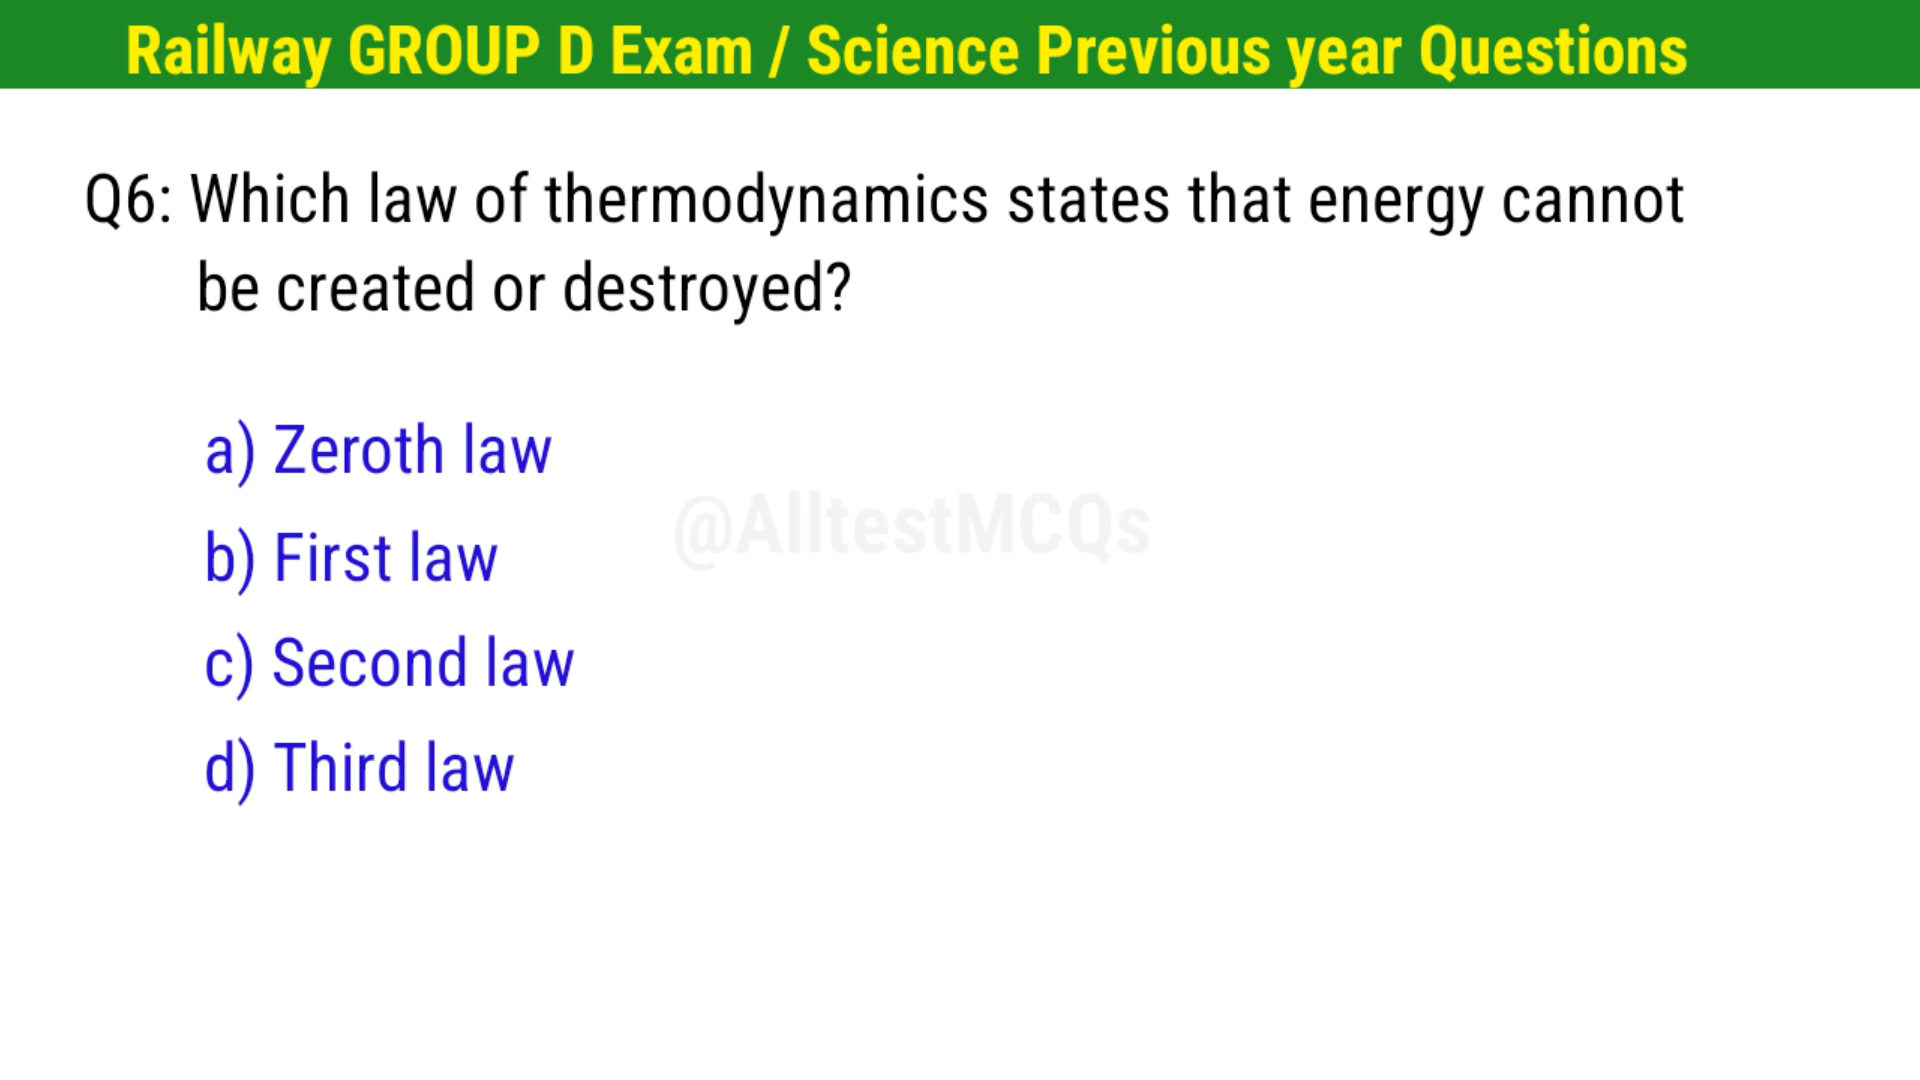 Railway GROUP D Exam / Science Previous year Questions
Q6: Which law of thermodynamics states that energy cannot
be created or destroyed?
a) Zeroth law
@AlltestMCQs
b) First law
c) Second law
d) Third law